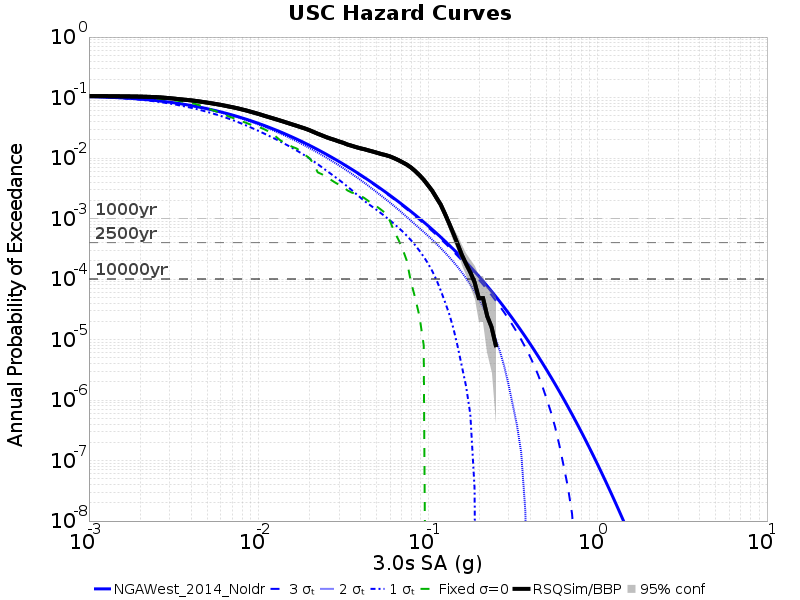 USC Hazard Curves
Annual Probability of Exceedance
10^0
10^-1
10^-2
10^-3
10^-4
10^-5
10^-6
10^-7
10^-8
1000yr
2500yr
10000yr
10^-3 10^-2 10^-1 10^0 10^1
3.0s SA (g)
NGAWest_2014_NoIdr 3 σₜ 2 σₜ 1 σₜ Fixed σ=0 RSQSim/BBP 95% conf